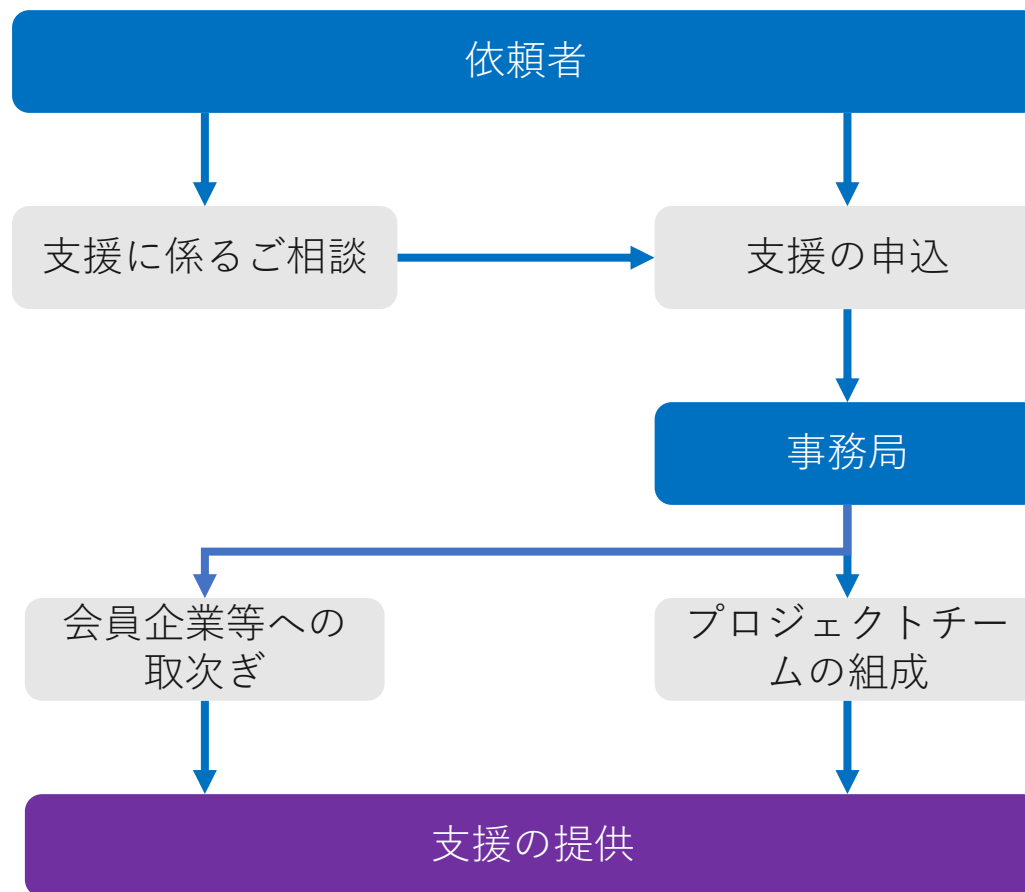 依頼者
支援に係るご相談
支援の申込
事務局
会員企業等への
取次ぎ
プロジェクトチー
ムの組成
支援の提供